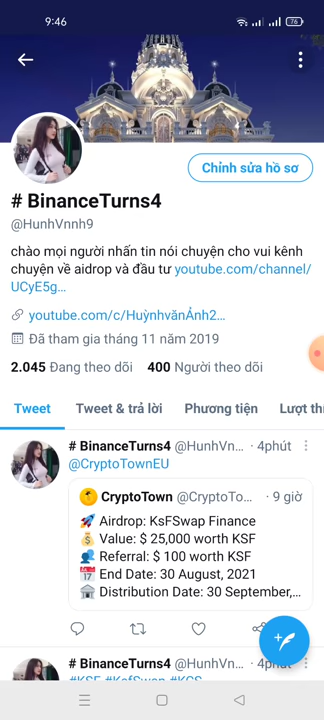 9:46
76
Chỉnh sửa hồ sơ
# BinanceTurns4
@HunhVnnh9
chào mọi người nhấn tin nói chuyện cho vui kênh
chuyện về aidrop và đầu tư youtube.com/channel/
UCyE5g...
youtube.com/c/HuỳnhvănẢnh2...
Đã tham gia tháng 11 năm 2019
2.045 Đang theo dõi 400 Người theo dõi
Tweet Tweet & trả lời Phương tiện Lượt thí
# BinanceTurns4 @HunhVn... · 4phút
@CryptoTownEU
CryptoTown @CryptoTo... · 9 giờ
Airdrop: KsFSwap Finance
Value: $ 25,000 worth KSF
Referral: $ 100 worth KSF
End Date: 30 August, 2021
Distribution Date: 30 September,...
# BinanceTurns4 @HunhVn... · 4phút
#KSF #KsfSwap #KCS